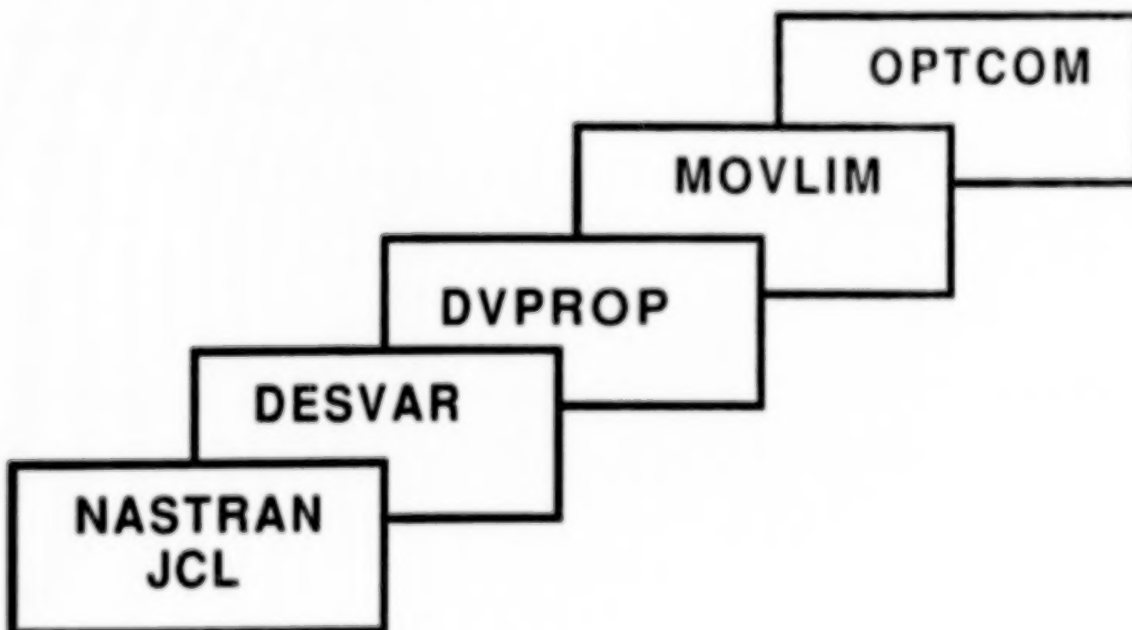 OPTCOM
MOVLIM
DVPROP
DESVAR
NASTRAN
JCL